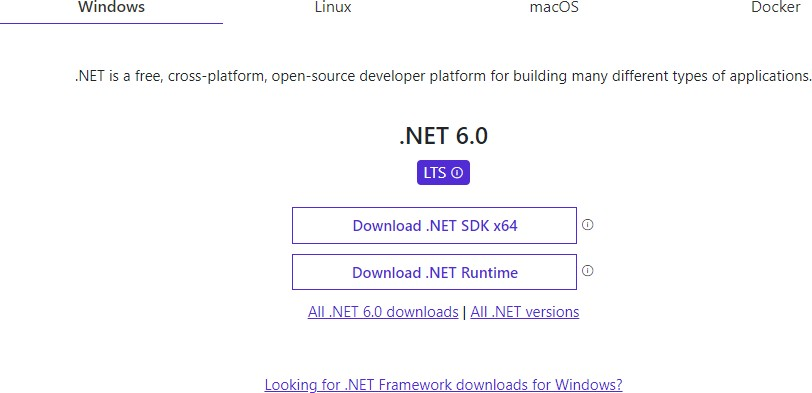 Windows Linux macOS Docker
.NET is a free, cross-platform, open-source developer platform for building many different types of applications.
.NET 6.0
LTS
Download .NET SDK x64
Download .NET Runtime
All .NET 6.0 downloads | All .NET versions
Looking for .NET Framework downloads for Windows?